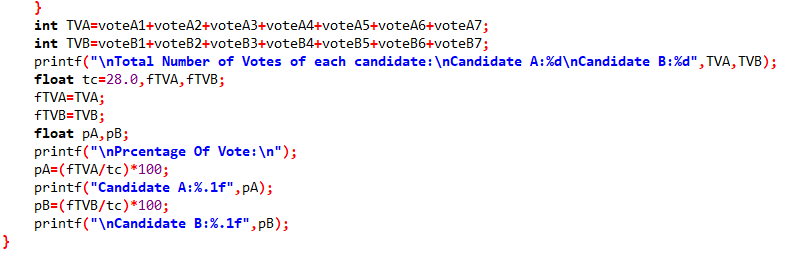 }
int TVA=voteA1+voteA2+voteA3+voteA4+voteA5+voteA6+voteA7;
int TVB=voteB1+voteB2+voteB3+voteB4+voteB5+voteB6+voteB7;
printf("\nTotal Number of Votes of each candidate:\nCandidate A:%d\nCandidate B:%d",TVA,TVB);
float tc=28.0,fTVA,fTVB;
fTVA=TVA;
fTVB=TVB;
float pA,pB;
printf("\nPrcentage Of Vote:\n");
pA=(fTVA/tc)*100;
printf("Candidate A:%.1f",pA);
pB=(fTVB/tc)*100;
printf("\nCandidate B:%.1f",pB);
}